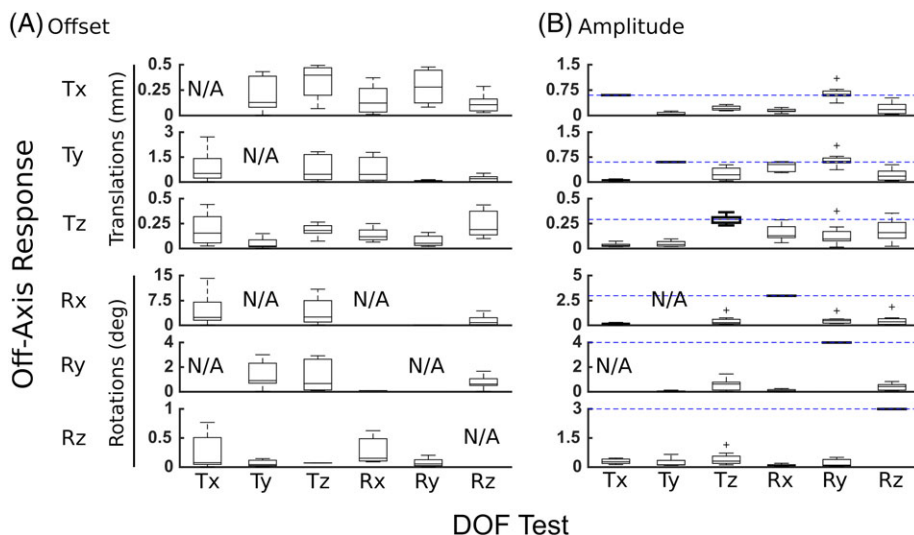 (A) Offset
(B) Amplitude
Off-Axis Response
Translations (mm)
Rotations (deg)
Tx
0.5
0.25
0
N/A
1.5
0.75
0
Ty
3
1.5
0
N/A
1.5
0.75
0
Tz
0.5
0.25
0
0.5
0.25
0
Rx
15
7.5
0
N/A
N/A
5
2.5
0
N/A
Ry
4
2
0
N/A
N/A
4
2
0
N/A
Rz
1
0.5
0
N/A
3
1.5
0
Tx Ty Tz Rx Ry Rz
Tx Ty Tz Rx Ry Rz
DOF Test